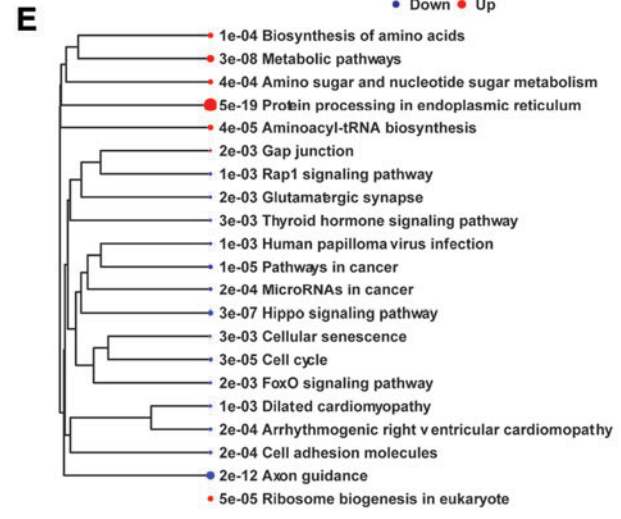 E
Down Up
1e-04 Biosynthesis of amino acids
3e-08 Metabolic pathways
4e-04 Amino sugar and nucleotide sugar metabolism
5e-19 Protein processing in endoplasmic reticulum
4e-05 Aminoacyl-tRNA biosynthesis
2e-03 Gap junction
1e-03 Rap1 signaling pathway
2e-03 Glutamatergic synapse
3e-03 Thyroid hormone signaling pathway
1e-03 Human papilloma virus infection
1e-05 Pathways in cancer
2e-04 MicroRNAs in cancer
3e-07 Hippo signaling pathway
3e-03 Cellular senescence
3e-05 Cell cycle
2e-03 FoxO signaling pathway
1e-03 Dilated cardiomyopathy
2e-04 Arrhythmogenic right ventricular cardiomopathy
2e-04 Cell adhesion molecules
2e-12 Axon guidance
5e-05 Ribosome biogenesis in eukaryote